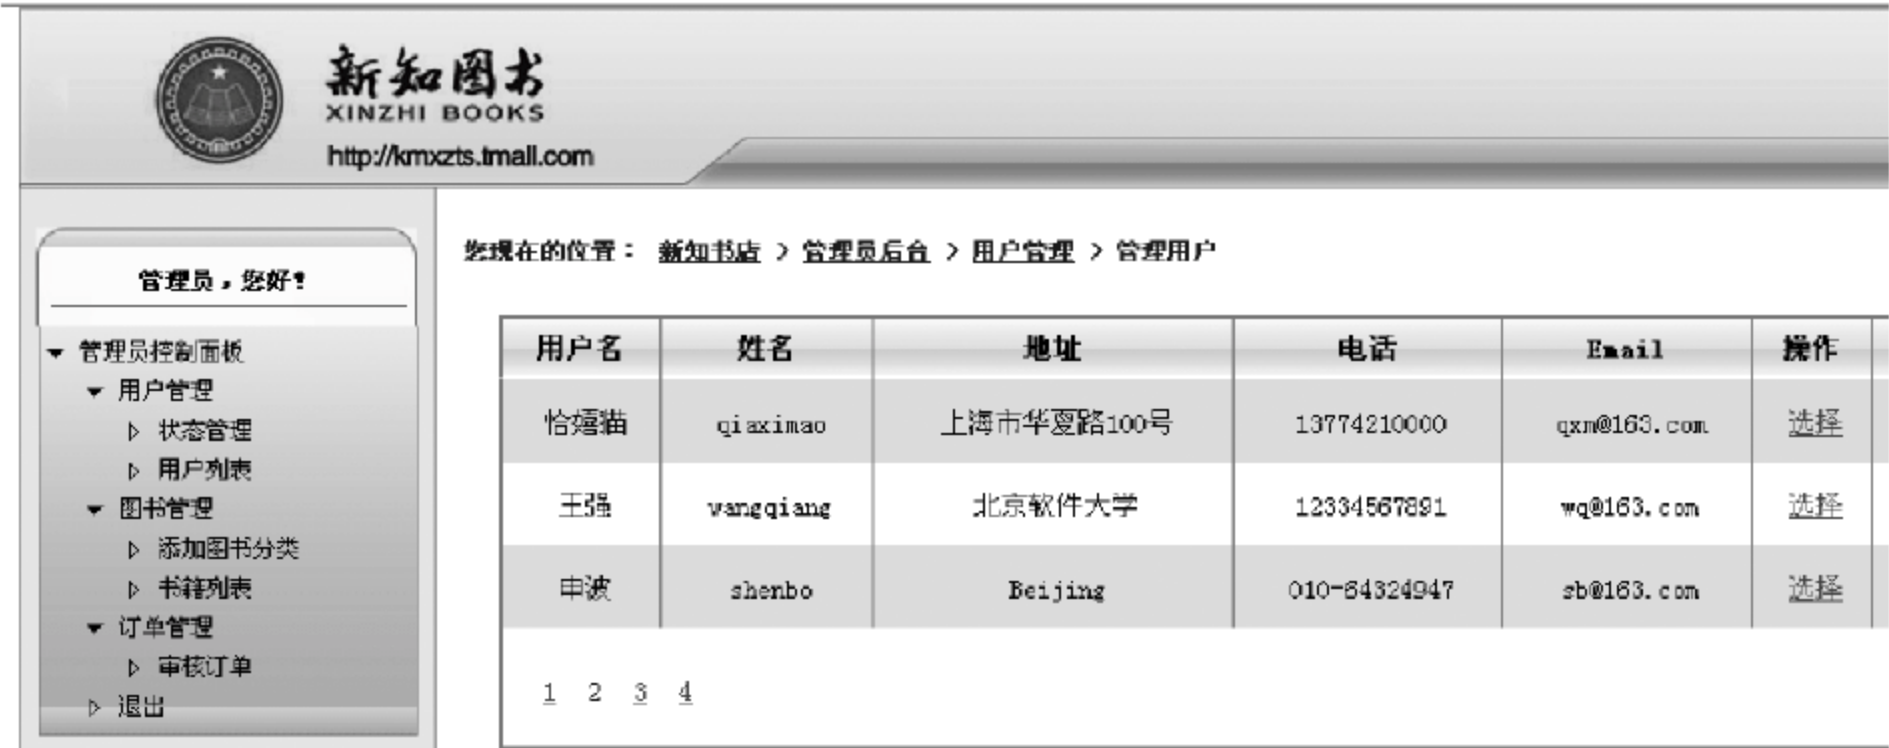 新知图书
XINZHI BOOKS
http://kmxzts.tmall.com
管理员，您好！
管理员控制面板
用户管理
状态管理
用户列表
图书管理
添加图书分类
书籍列表
订单管理
审核订单
退出
您现在的位置： 新知书店 > 管理员后台 > 用户管理 > 管理用户
用户名 姓名 地址 电话 Email 操作
恰嬉猫 qiaximao 上海市华夏路100号 13774210000 qxm@163.com 选择
王强 wangqiang 北京软件大学 12334567891 wq@163.com 选择
申波 shenbo Beijing 010-64324947 sb@163.com 选择
1 2 3 4